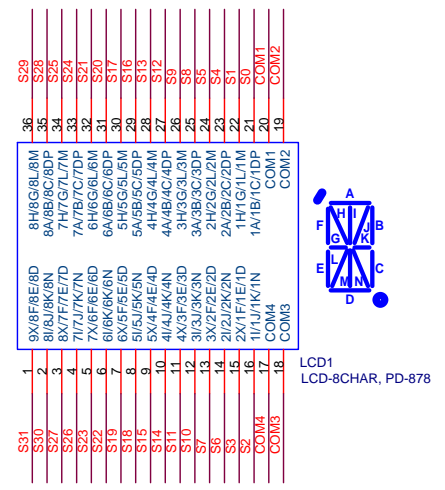 S29
S28
S25
S24
S21
S20
S17
S16
S13
S12
S9
S8
S5
S4
S1
S0
COM1
COM2
36
35
34
33
32
31
30
29
28
27
26
25
24
23
22
21
20
19
8H/8G/8L/8M
8A/8B/8C/8DP
7H/7G/7L/7M
7A/7B/7C/7DP
6H/6G/6L/6M
6A/6B/6C/6DP
5H/5G/5L/5M
5A/5B/5C/5DP
4H/4G/4L/4M
4A/4B/4C/4DP
3H/3G/3L/3M
3A/3B/3C/3DP
2H/2G/2L/2M
2A/2B/2C/2DP
1H/1G/1L/1M
1A/1B/1C/1DP
COM1
COM2
9X/8F/8E/8D
8I/8J/8K/8N
8X/7F/7E/7D
7I/7J/7K/7N
7X/6F/6E/6D
6I/6K/6K/6N
6X/5F/5E/5D
5I/5J/5K/5N
5X/4F/4E/4D
4I/4J/4K/4N
4X/3F/3E/3D
3I/3J/3K/3N
3X/2F/2E/2D
2I/2J/2K/2N
2X/1F/1E/1D
1I/1J/1K/1N
COM4
COM3
1
2
3
4
5
6
7
8
9
10
11
12
13
14
15
16
17
18
S31
S30
S27
S26
S23
S22
S19
S18
S15
S14
S11
S10
S7
S6
S3
S2
COM4
COM3
A
H I
F J B
G K
L
E C
M N
D
LCD1
LCD-8CHAR, PD-878